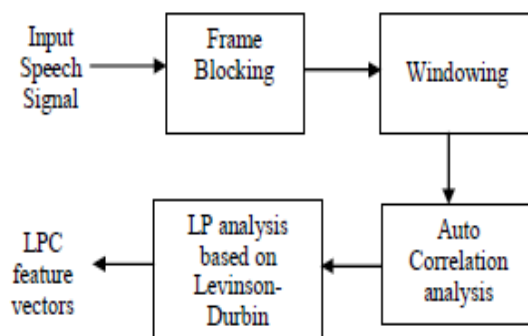 Input
Speech
Signal
Frame
Blocking
Windowing
Auto
Correlation
analysis
LP analysis
based on
Levinson-
Durbin
LPC
feature
vectors